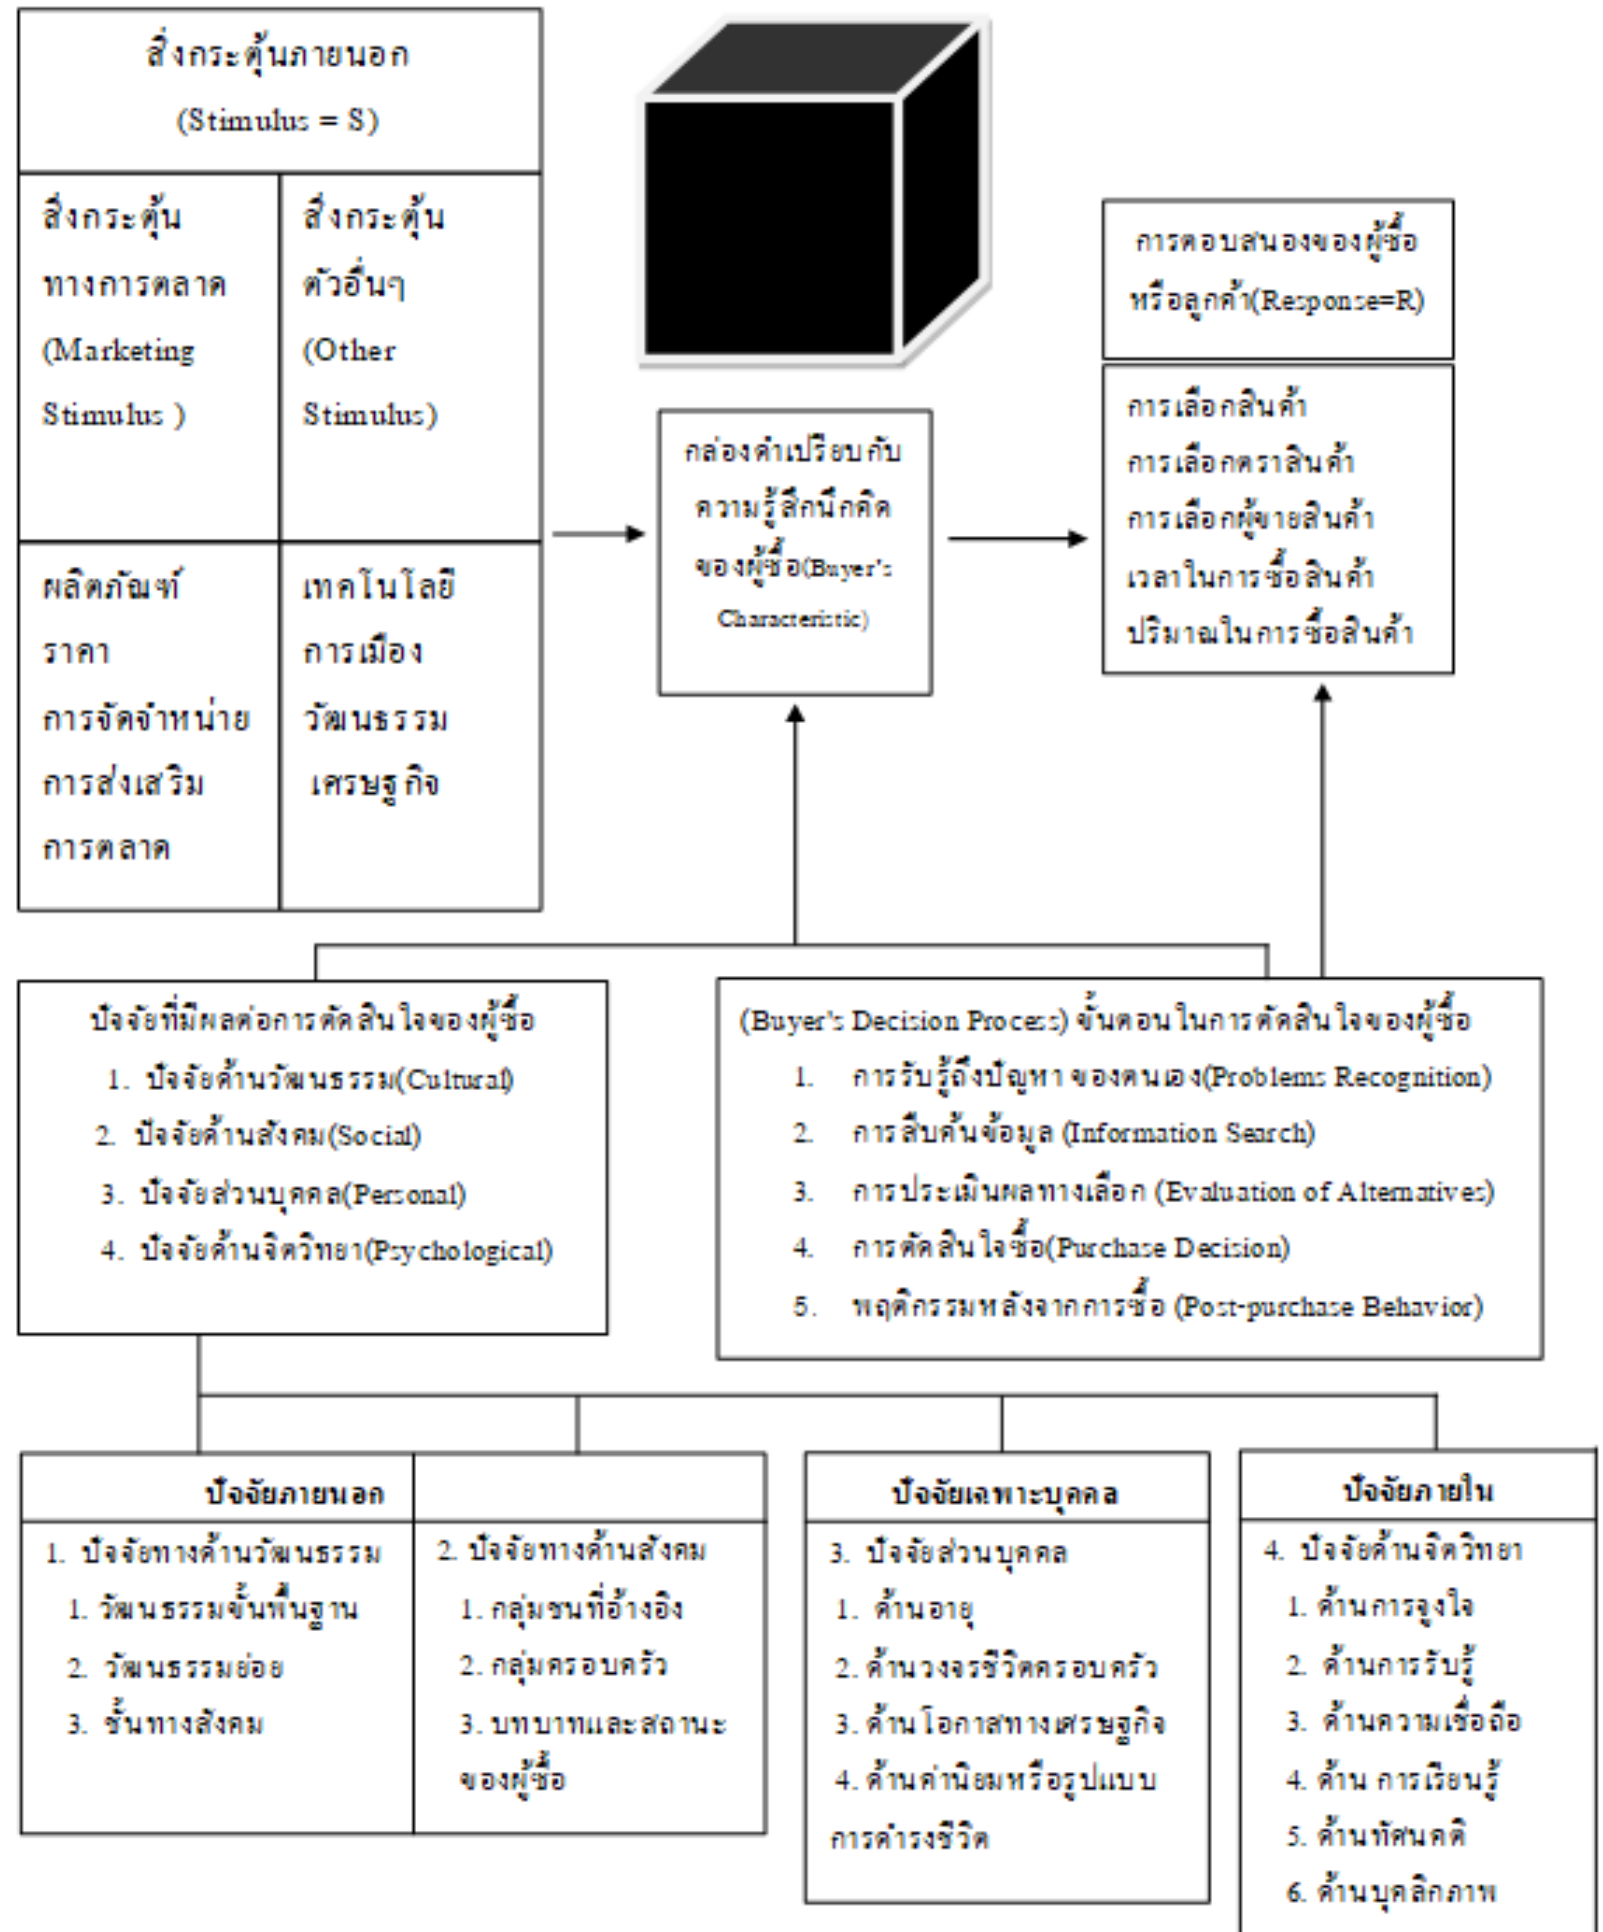 สิ่งกระตุ้นภายนอก
(Stimulus = S)
สิ่งกระตุ้น
ทางการตลาด
(Marketing
Stimulus )
สิ่งกระตุ้น
ตัวอื่นๆ
(Other
Stimulus)
ผลิตภัณฑ์
ราคา
การจัดจำหน่าย
การส่งเสริม
การตลาด
เทคโนโลยี
การเมือง
วัฒนธรรม
เศรษฐกิจ
กล่องดำเปรียบกับ
ความรู้สึกนึกคิด
ของผู้ซื้อ(Buyer's
Characteristic)
การตอบสนองของผู้ซื้อ
หรือลูกค้า(Response=R)
การเลือกสินค้า
การเลือกตราสินค้า
การเลือกผู้ขายสินค้า
เวลาในการซื้อสินค้า
ปริมาณในการซื้อสินค้า
ปัจจัยที่มีผลต่อการตัดสินใจของผู้ซื้อ
1. ปัจจัยด้านวัฒนธรรม(Cultural)
2. ปัจจัยด้านสังคม(Social)
3. ปัจจัยส่วนบุคคล(Personal)
4. ปัจจัยด้านจิตวิทยา(Psychological)
(Buyer's Decision Process) ขั้นตอนในการตัดสินใจของผู้ซื้อ
1. การรับรู้ถึงปัญหา ของตนเอง(Problems Recognition)
2. การสืบค้นข้อมูล (Information Search)
3. การประเมินผลทางเลือก (Evaluation of Alternatives)
4. การตัดสินใจซื้อ(Purchase Decision)
5. พฤติกรรมหลังจากการซื้อ (Post-purchase Behavior)
ปัจจัยภายนอก
1. ปัจจัยทางด้านวัฒนธรรม
1. วัฒนธรรมขั้นพื้นฐาน
2. วัฒนธรรมย่อย
3. ชั้นทางสังคม
2. ปัจจัยทางด้านสังคม
1. กลุ่มชนที่อ้างอิง
2. กลุ่มครอบครัว
3. บทบาทและสถานะ
ของผู้ซื้อ
ปัจจัยเฉพาะบุคคล
3. ปัจจัยส่วนบุคคล
1. ด้านอายุ
2. ด้านวงจรชีวิตครอบครัว
3. ด้านโอกาสทางเศรษฐกิจ
4. ด้านค่านิยมหรือรูปแบบ
การดำรงชีวิต
ปัจจัยภายใน
4. ปัจจัยด้านจิตวิทยา
1. ด้านการจูงใจ
2. ด้านการรับรู้
3. ด้านความเชื่อถือ
4. ด้าน การเรียนรู้
5. ด้านทัศนคติ
6. ด้านบุคลิกภาพ